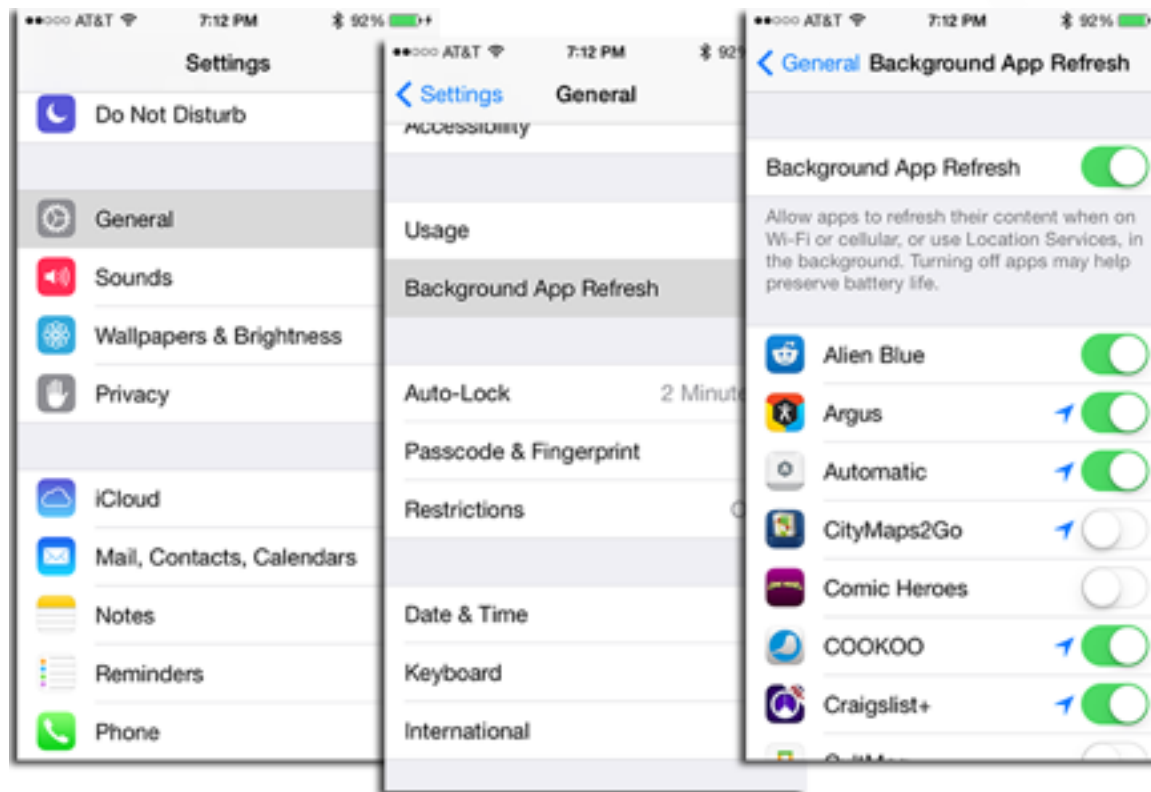 AT&T 7:12 PM 92%
Settings
Do Not Disturb
General
Sounds
Wallpapers & Brightness
Privacy
iCloud
Mail, Contacts, Calendars
Notes
Reminders
Phone
AT&T 7:12 PM 92
Settings General
Accessibility
Usage
Background App Refresh
Auto-Lock 2 Minute
Passcode & Fingerprint
Restrictions
Date & Time
Keyboard
International
AT&T 7:12 PM 92%
General Background App Refresh
Background App Refresh
Allow apps to refresh their content when on
Wi-Fi or cellular, or use Location Services, in
the background. Turning off apps may help
preserve battery life.
Alien Blue
Argus
Automatic
CityMaps2Go
Comic Heroes
COOKOO
Craigslist+